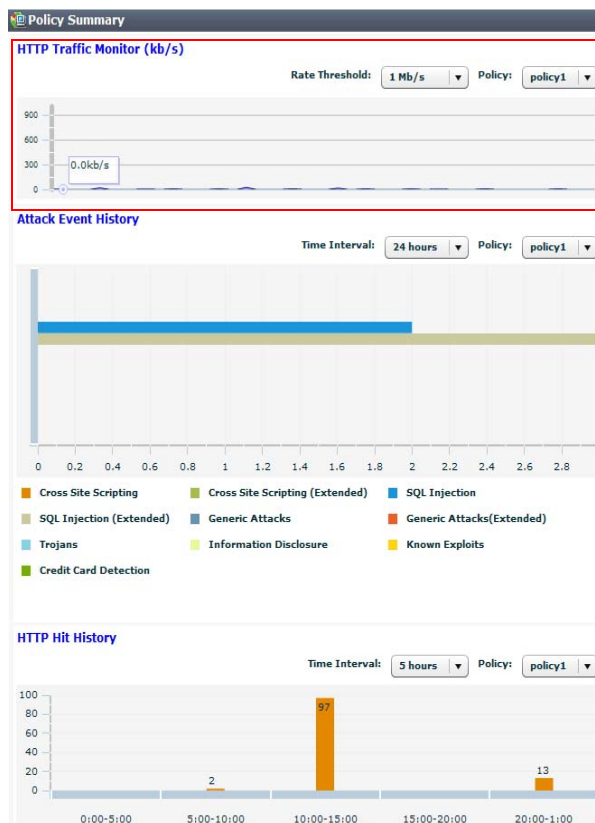 Policy Summary
HTTP Traffic Monitor (kb/s)
Rate Threshold: 1 Mb/s Policy: policy1
900
600
300
0
0.0kb/s
Attack Event History
Time Interval: 24 hours Policy: policy1
0 0.2 0.4 0.6 0.8 1 1.2 1.4 1.6 1.8 2 2.2 2.4 2.6 2.8
Cross Site Scripting Cross Site Scripting (Extended) SQL Injection
SQL Injection (Extended) Generic Attacks Generic Attacks(Extended)
Trojans Information Disclosure Known Exploits
Credit Card Detection
HTTP Hit History
Time Interval: 5 hours Policy: policy1
100
80
60
40
20
0
2
97
13
0:00-5:00 5:00-10:00 10:00-15:00 15:00-20:00 20:00-1:00